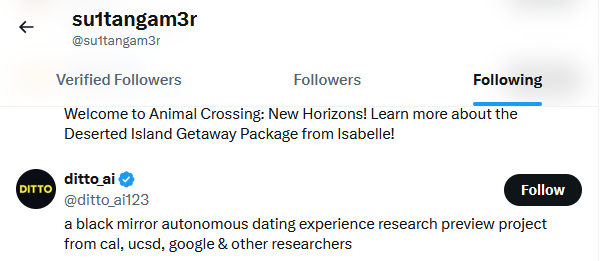 su1tangam3r
@su1tangam3r
Verified Followers
Followers
Following
Welcome to Animal Crossing: New Horizons! Learn more about the
Deserted Island Getaway Package from Isabelle!
DITTO
ditto_ai
@ditto_ai123
Follow
a black mirror autonomous dating experience research preview project
from cal, ucsd, google & other researchers